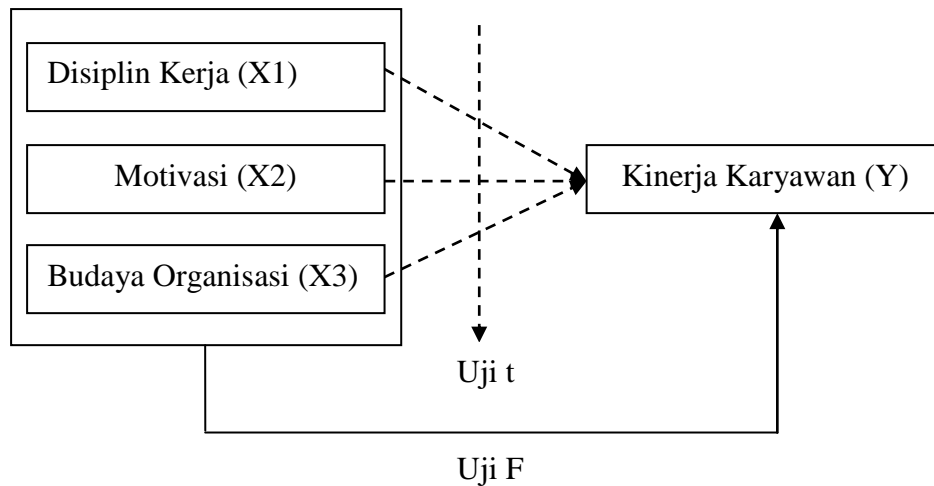 Disiplin Kerja (X1)
Motivasi (X2)
Kinerja Karyawan (Y)
Budaya Organisasi (X3)
Uji t
Uji F